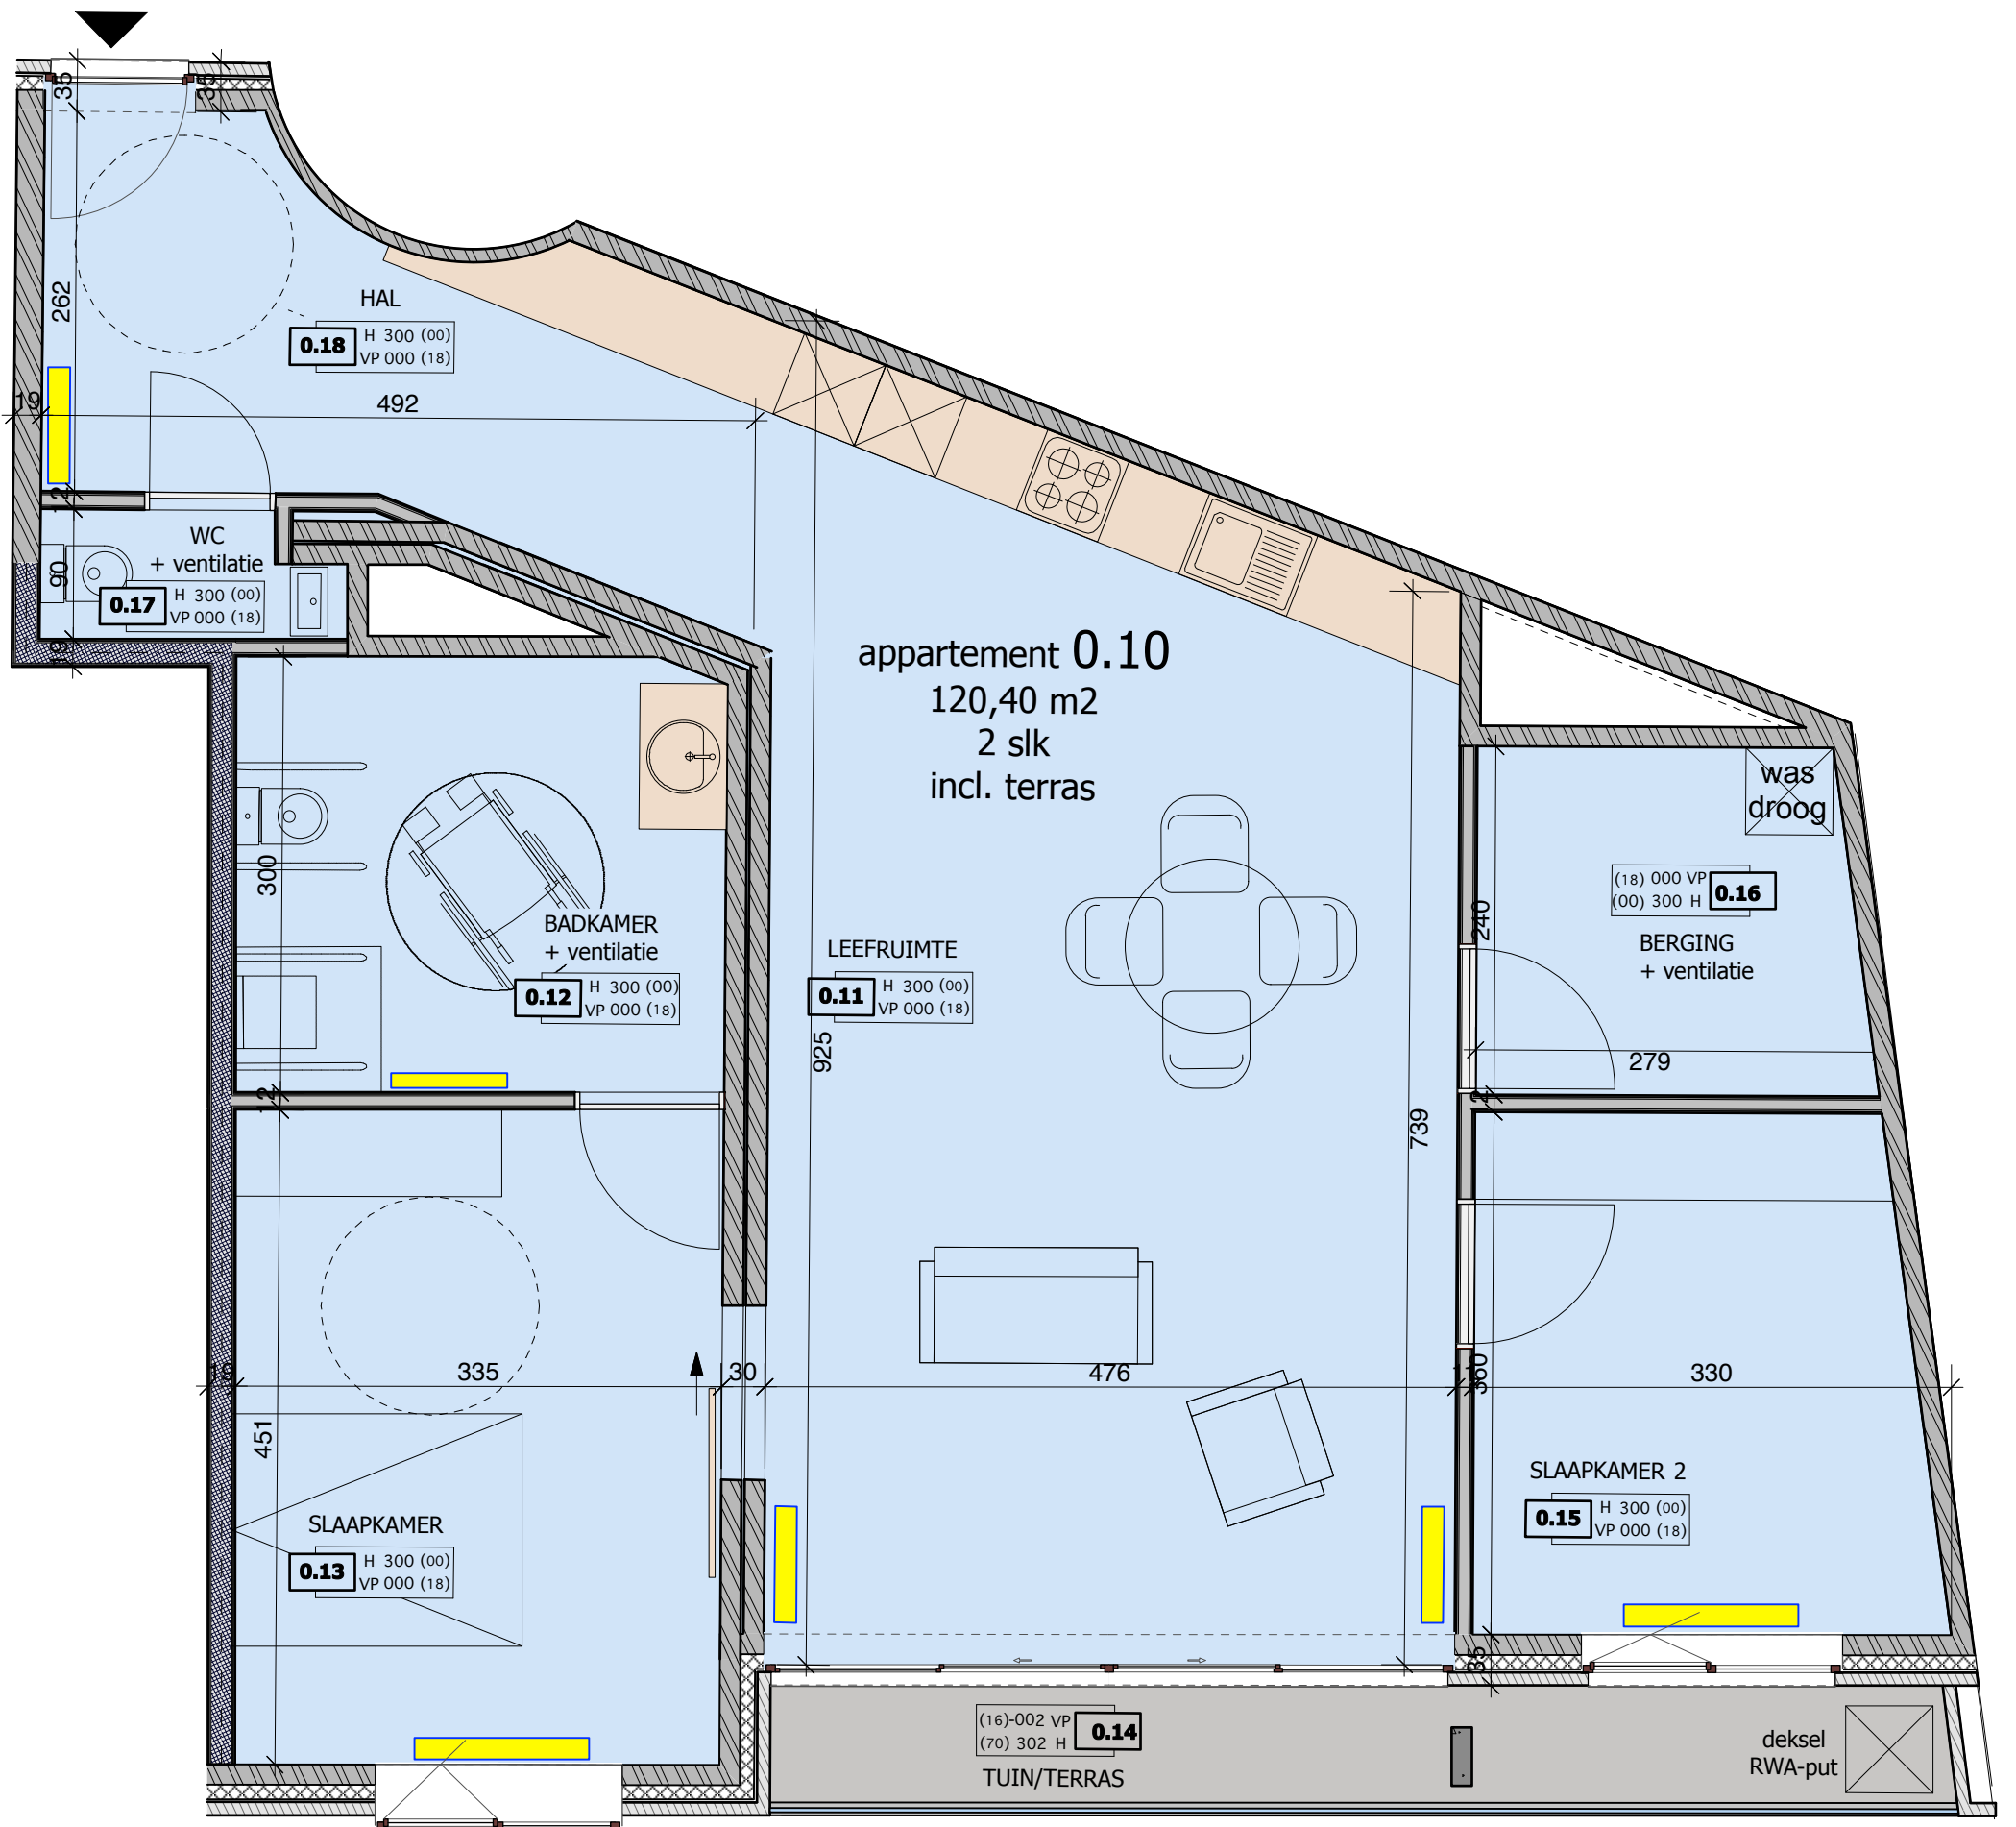 35
35
262
HAL
0.18 H 300 (00)
VP 000 (18)
19
492
12
WC
+ ventilatie
90
0.17 H 300 (00)
VP 000 (18)
19
appartement 0.10
120,40 m2
2 slk
incl. terras
was
droog
300
(18) 000 VP
(00) 300 H 0.16
240
BADKAMER
+ ventilatie
LEEFRUIMTE
BERGING
+ ventilatie
0.12 H 300 (00)
VP 000 (18)
0.11 H 300 (00)
VP 000 (18)
925
279
12
739
19
335
30
476
360
330
451
SLAAPKAMER 2
0.15 H 300 (00)
VP 000 (18)
SLAAPKAMER
0.13 H 300 (00)
VP 000 (18)
35
(16)-002 VP
(70) 302 H 0.14
TUIN/TERRAS
deksel
RWA-put